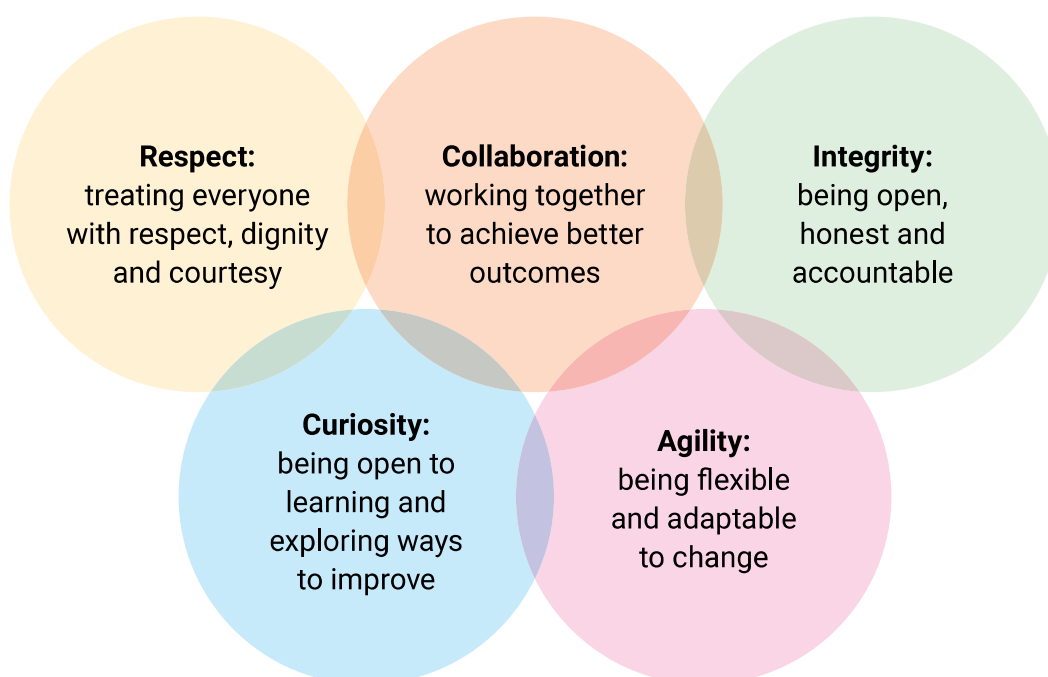 Respect:
treating everyone
with respect, dignity
and courtesy
Collaboration:
working together
to achieve better
outcomes
Integrity:
being open,
honest and
accountable
Curiosity:
being open to
learning and
exploring ways
to improve
Agility:
being flexible
and adaptable
to change